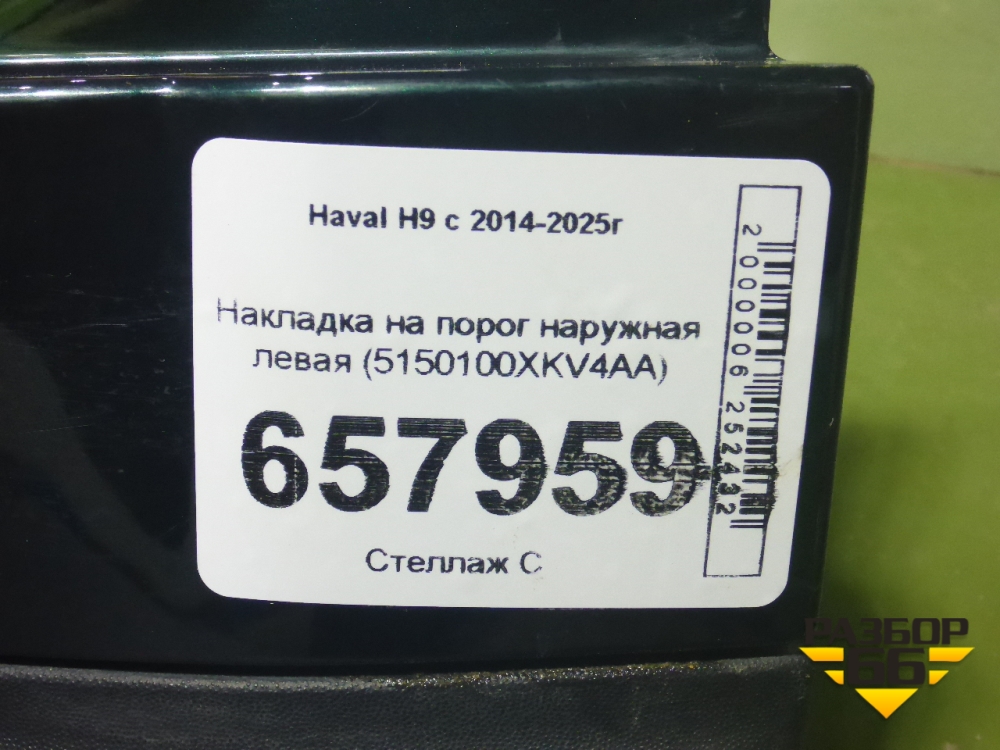 Haval H9 с 2014-2025г
Накладка на порог наружная
левая (5150100XKV4AA)
657959
Стеллаж С
2000006252432
РАЗБОР
66